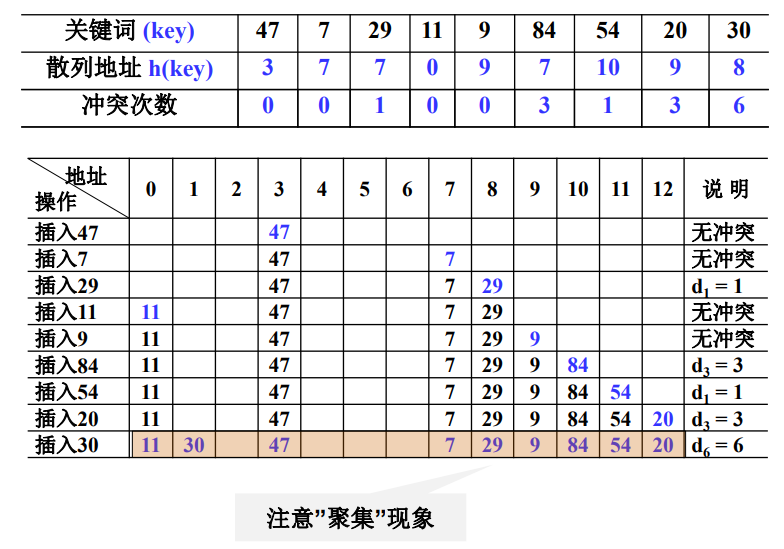 关键词 (key) 47 7 29 11 9 84 54 20 30
散列地址 h(key) 3 7 7 0 9 7 10 9 8
冲突次数 0 0 1 0 0 3 1 3 6
地址
操作
0 1 2 3 4 5 6 7 8 9 10 11 12 说 明
插入47 47 无冲突
插入7 47 7 无冲突
插入29 47 7 29 d1 = 1
插入11 11 47 7 29 无冲突
插入9 11 47 7 29 9 无冲突
插入84 11 47 7 29 9 84 d3 = 3
插入54 11 47 7 29 9 84 54 d1 = 1
插入20 11 47 7 29 9 84 54 20 d3 = 3
插入30 11 30 47 7 29 9 84 54 20 d6 = 6
注意”聚集”现象